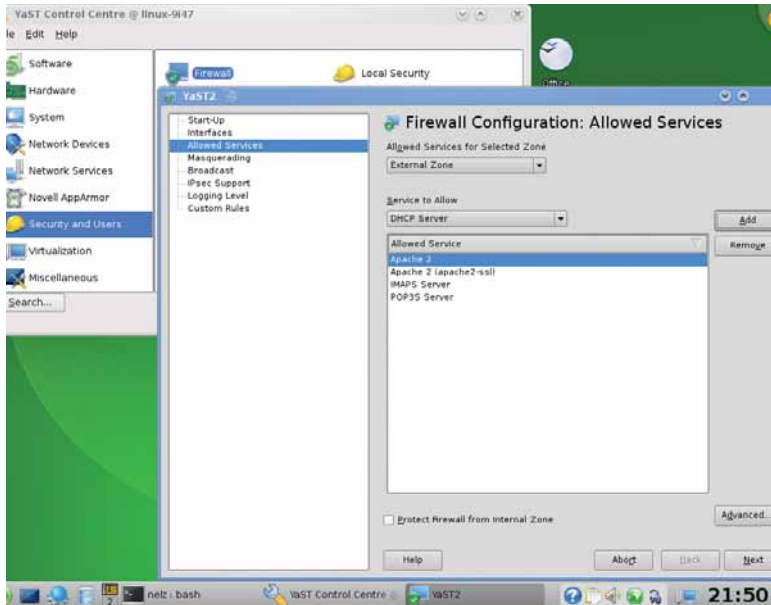 YaST Control Centre @ linux-9l47
le Edit Help
Software
Hardware
System
Network Devices
Network Services
Novell AppArmor
Security and Users
Virtualization
Miscellaneous
Search...
Firewall
Local Security
Office
YaST2
Start-Up
Interfaces
Allowed Services
Masquerading
Broadcast
IPsec Support
Logging Level
Custom Rules
Firewall Configuration: Allowed Services
Allowed Services for Selected Zone
External Zone
Service to Allow
DHCP Server
Add
Allowed Service
Remove
Apache 2
Apache 2 (apache2-ssl)
IMAPS Server
POP3S Server
Protect Firewall from Internal Zone
Advanced...
Help
Abort
Back
Next
2
nelz : bash
YaST Control Centre
YaST2
21:50